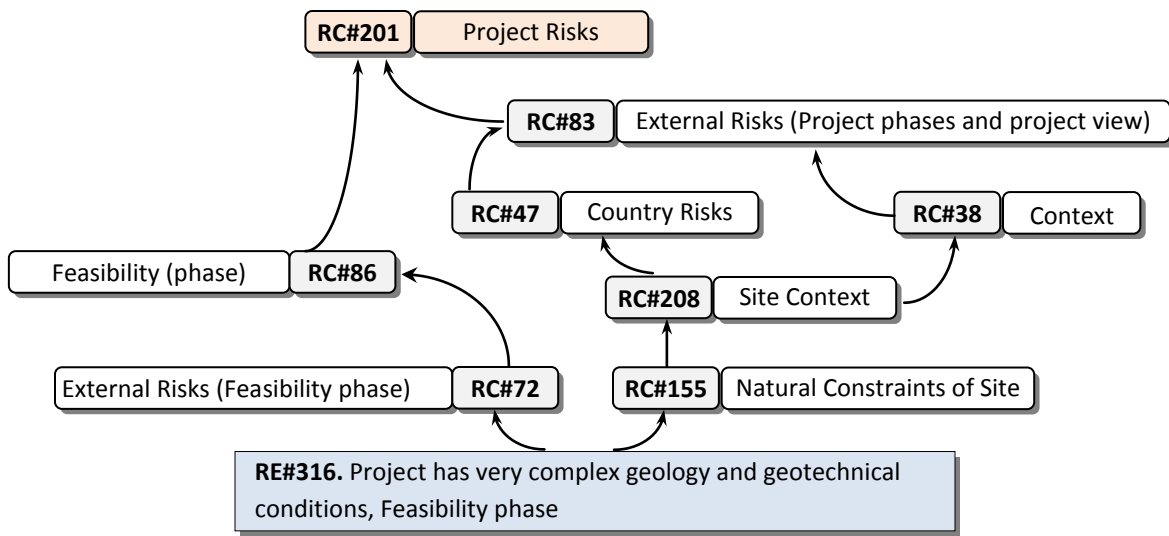 RC#201 Project Risks
RC#83 External Risks (Project phases and project view)
RC#47 Country Risks
RC#38 Context
Feasibility (phase) RC#86
RC#208 Site Context
External Risks (Feasibility phase) RC#72
RC#155 Natural Constraints of Site
RE#316. Project has very complex geology and geotechnical
conditions, Feasibility phase